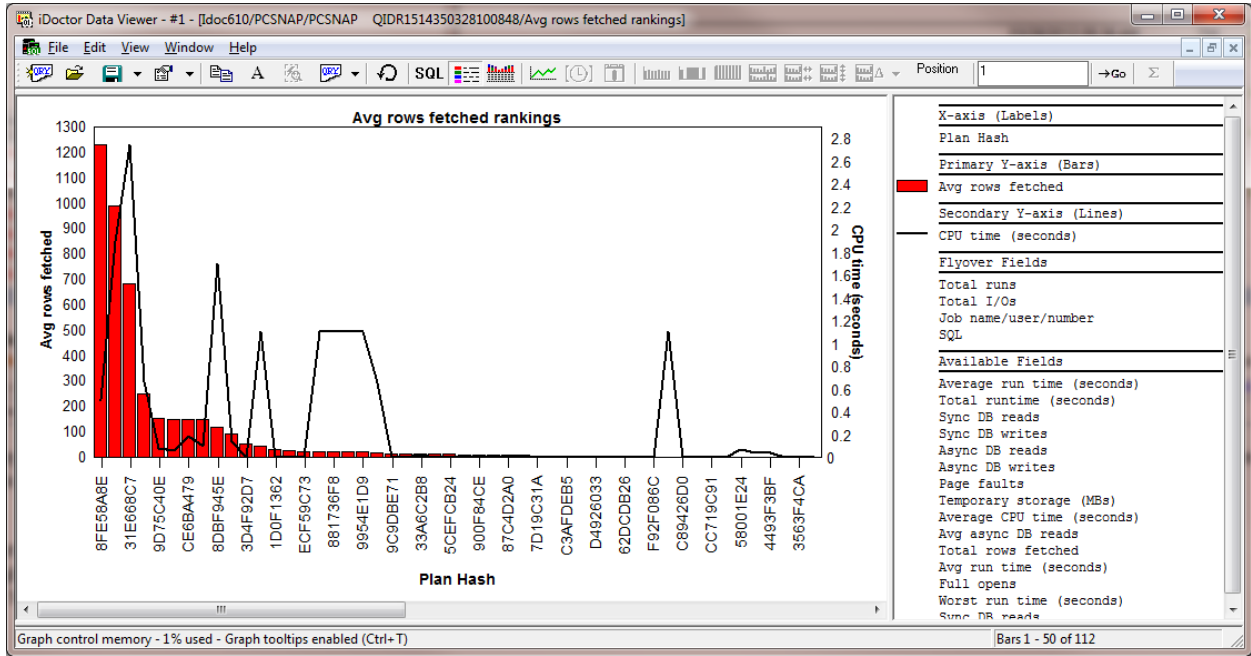 iDoctor Data Viewer - #1 - [Idoc610/PCSNAP/PCSNAP QIDR1514350328100848/Avg rows fetched rankings]
File Edit View Window Help
QRY A QRY SQL Position 1 Go Σ
Avg rows fetched rankings
Avg rows fetched
1300
1200
1100
1000
900
800
700
600
500
400
300
200
100
0
2.8
2.6
2.4
2.2
2
1.8
1.6
1.4
1.2
1
0.8
0.6
0.4
0.2
0
CPU time (seconds)
8FE58A8E
31E668C7
9D75C40E
CE6BA479
8DBF945E
3D4F92D7
1D0F1362
ECF59C73
881736F8
9954E1D9
9C9DBE71
33A6C2B8
5CEFCB24
900F84CE
87C4D2A0
7D19C31A
C3AFDEB5
D4926033
62DCDB26
F92F086C
C89426D0
CC719C91
58001E24
4493F3BF
3563F4CA
Plan Hash
X-axis (Labels)
Plan Hash
Primary Y-axis (Bars)
Avg rows fetched
Secondary Y-axis (Lines)
CPU time (seconds)
Flyover Fields
Total runs
Total I/Os
Job name/user/number
SQL
Available Fields
Average run time (seconds)
Total runtime (seconds)
Sync DB reads
Sync DB writes
Async DB reads
Async DB writes
Page faults
Temporary storage (MBs)
Average CPU time (seconds)
Avg async DB reads
Total rows fetched
Avg run time (seconds)
Full opens
Worst run time (seconds)
Sync DB reads
Graph control memory - 1% used - Graph tooltips enabled (Ctrl+T)
Bars 1 - 50 of 112